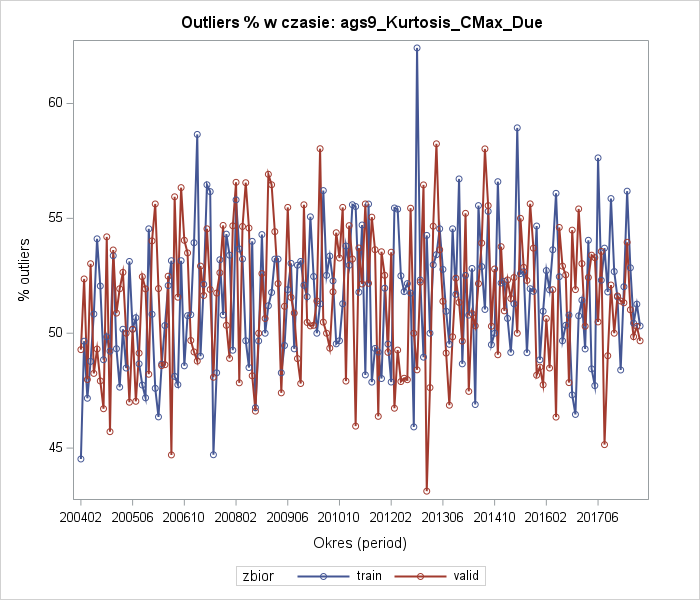 Outliers % w czasie: ags9_Kurtosis_CMax_Due
% outliers
60
55
50
45
200402 200506 200610 200802 200906 201010 201202 201306 201410 201602 201706
Okres (period)
zbior train valid